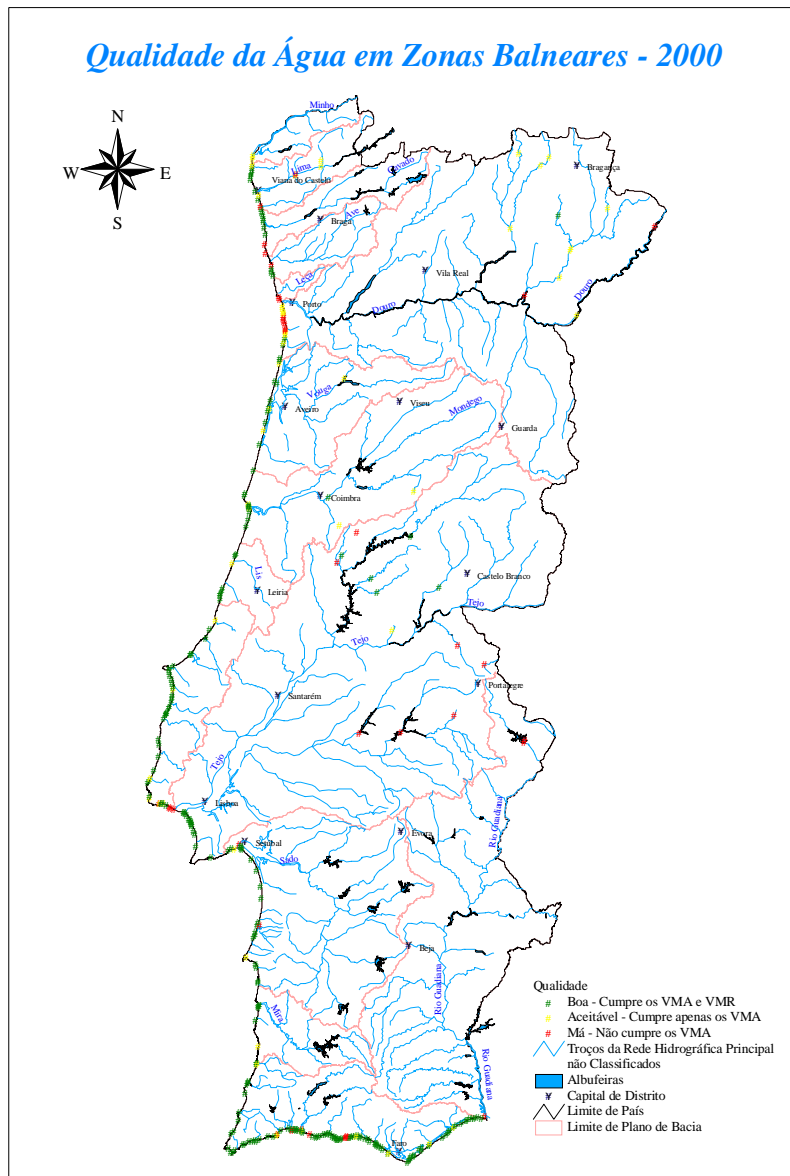 Qualidade da Água em Zonas Balneares - 2000
N
W
E
S
Minho
Lima
Viana do Castelo
Cavado
Bragança
Ave
Braga
Leça
Vila Real
Porto
Douro
Douro
Vouga
Aveiro
Viseu
Mondego
Guarda
Coimbra
Lis
Leiria
Castelo Branco
Tejo
Tejo
Portalegre
Santarém
Tejo
Lisboa
Rio Guadiana
Évora
Setúbal
Sado
Beja
Rio Guadiana
Mira
Rio Guadiana
Faro
Qualidade
# Boa - Cumpre os VMA e VMR
# Aceitável - Cumpre apenas os VMA
# Má - Não cumpre os VMA
Troços da Rede Hidrográfica Principal
não Classificados
Albufeiras
¥ Capital de Distrito
Limite de País
Limite de Plano de Bacia